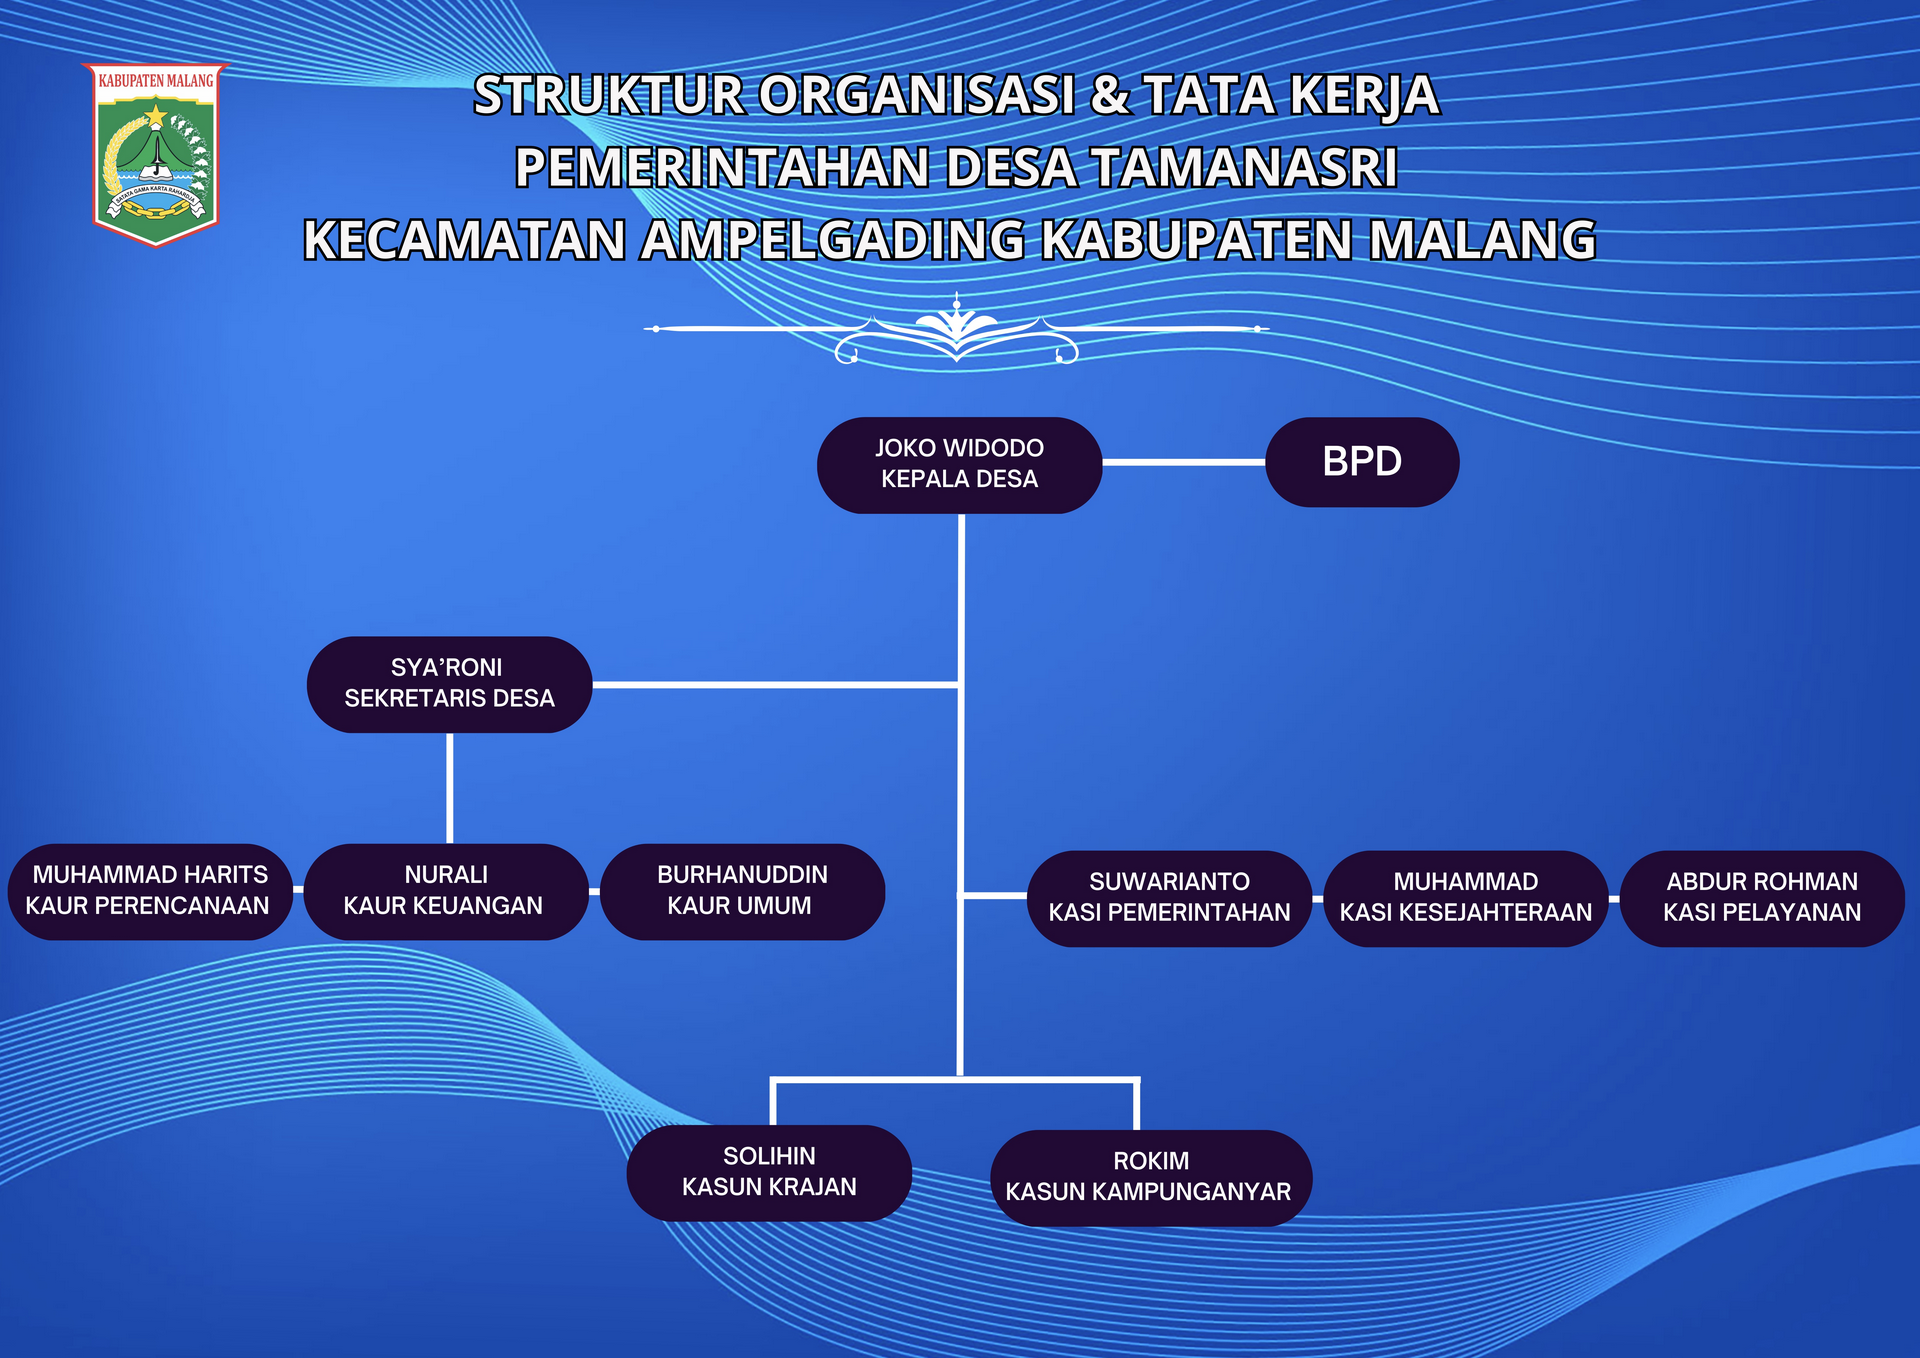 KABUPATEN MALANG
SATATA GAMA KARTA RAHARDJA
STRUKTUR ORGANISASI & TATA KERJA
PEMERINTAHAN DESA TAMANASRI
KECAMATAN AMPELGADING KABUPATEN MALANG
JOKO WIDODO
KEPALA DESA
BPD
SYA’RONI
SEKRETARIS DESA
MUHAMMAD HARITS
KAUR PERENCANAAN
NURALI
KAUR KEUANGAN
BURHANUDDIN
KAUR UMUM
SUWARIANTO
KASI PEMERINTAHAN
MUHAMMAD
KASI KESEJAHTERAAN
ABDUR ROHMAN
KASI PELAYANAN
SOLIHIN
KASUN KRAJAN
ROKIM
KASUN KAMPUNGANYAR